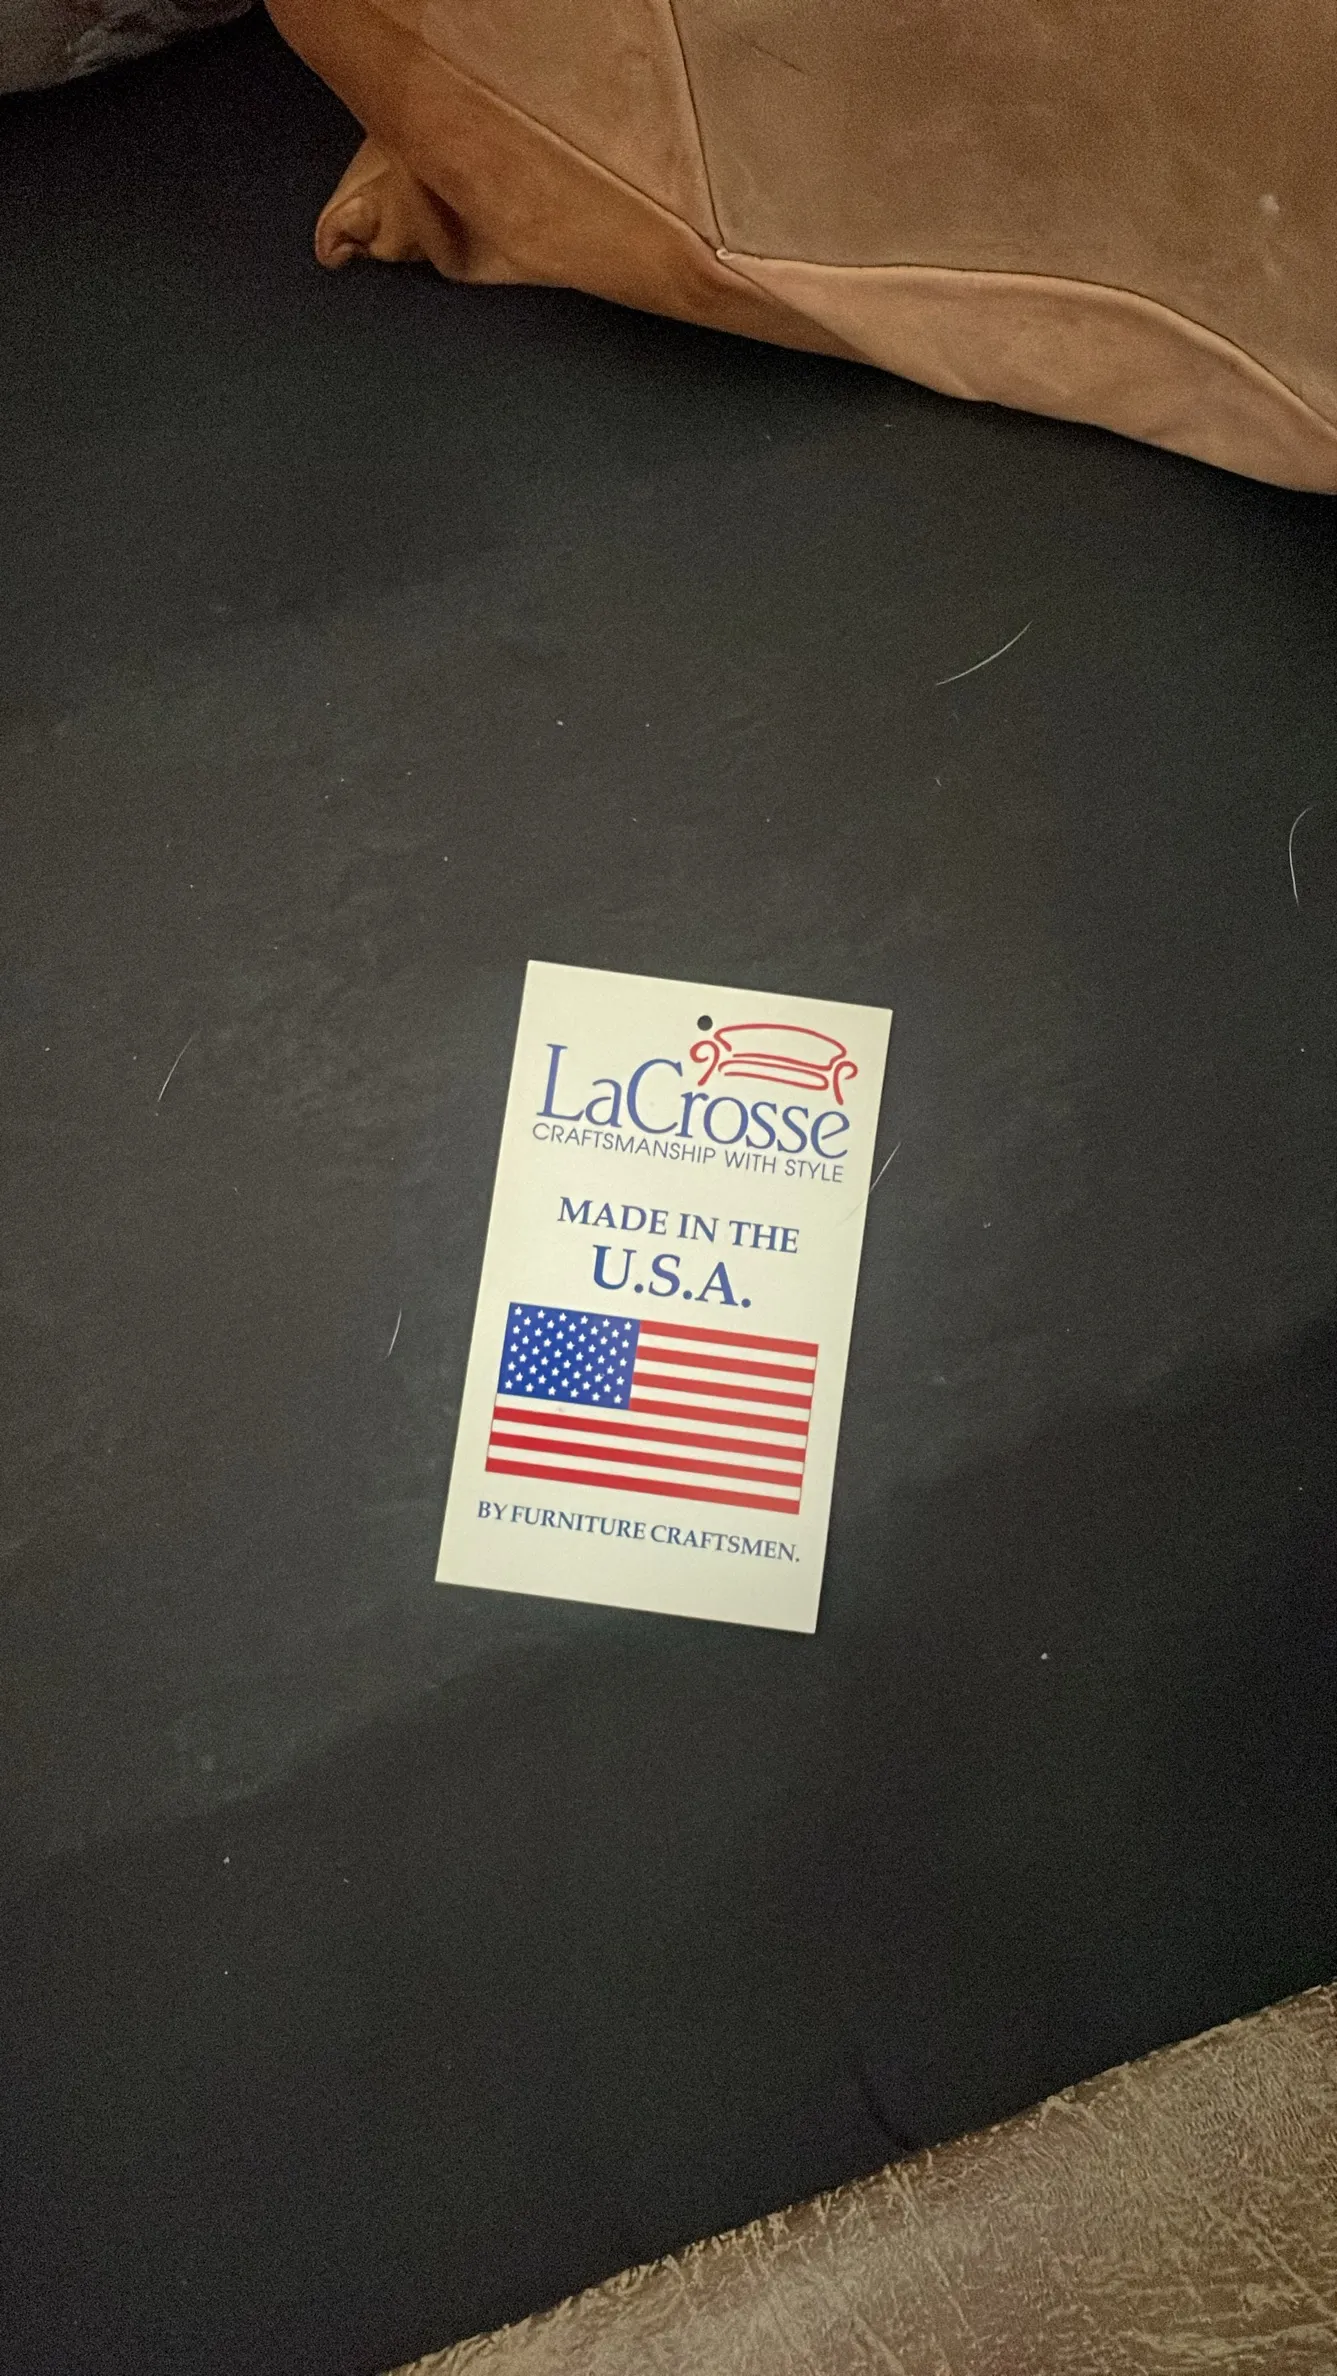 LaCrosse
CRAFTSMANSHIP WITH STYLE
MADE IN THE
U.S.A.
BY FURNITURE CRAFTSMEN.